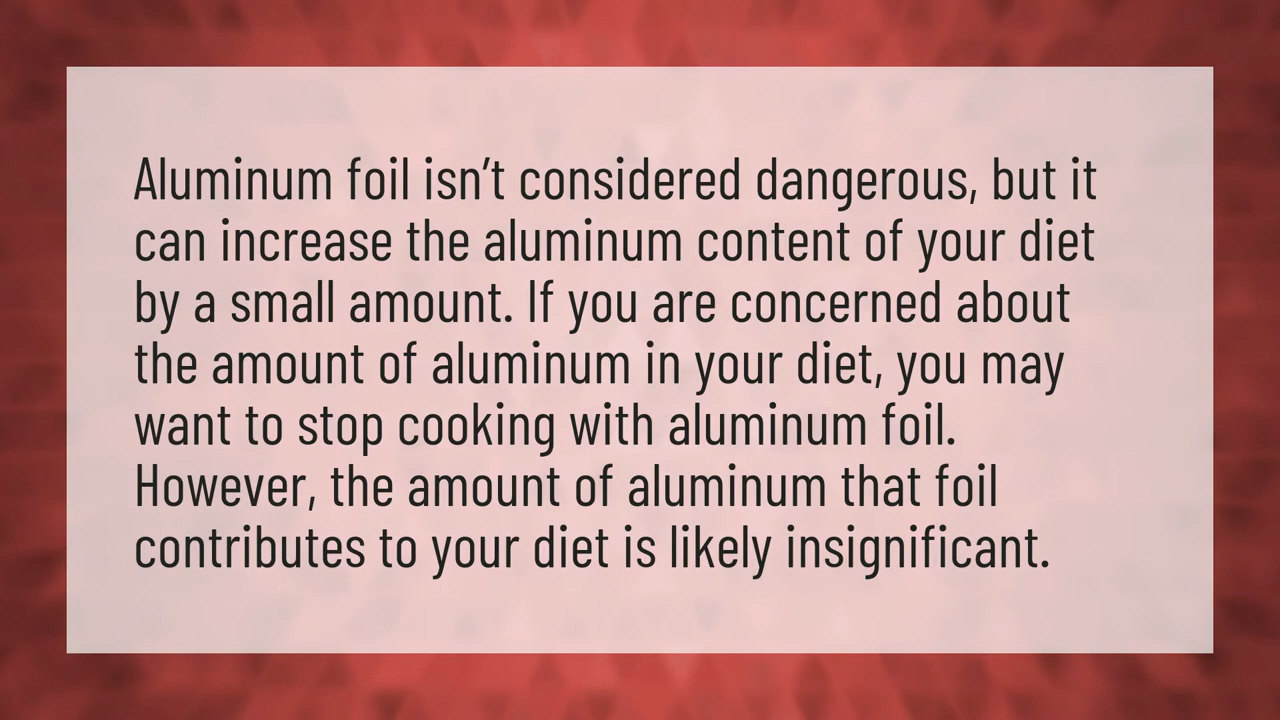 Aluminum foil isn’t considered dangerous, but it
can increase the aluminum content of your diet
by a small amount. If you are concerned about
the amount of aluminum in your diet, you may
want to stop cooking with aluminum foil.
However, the amount of aluminum that foil
contributes to your diet is likely insignificant.